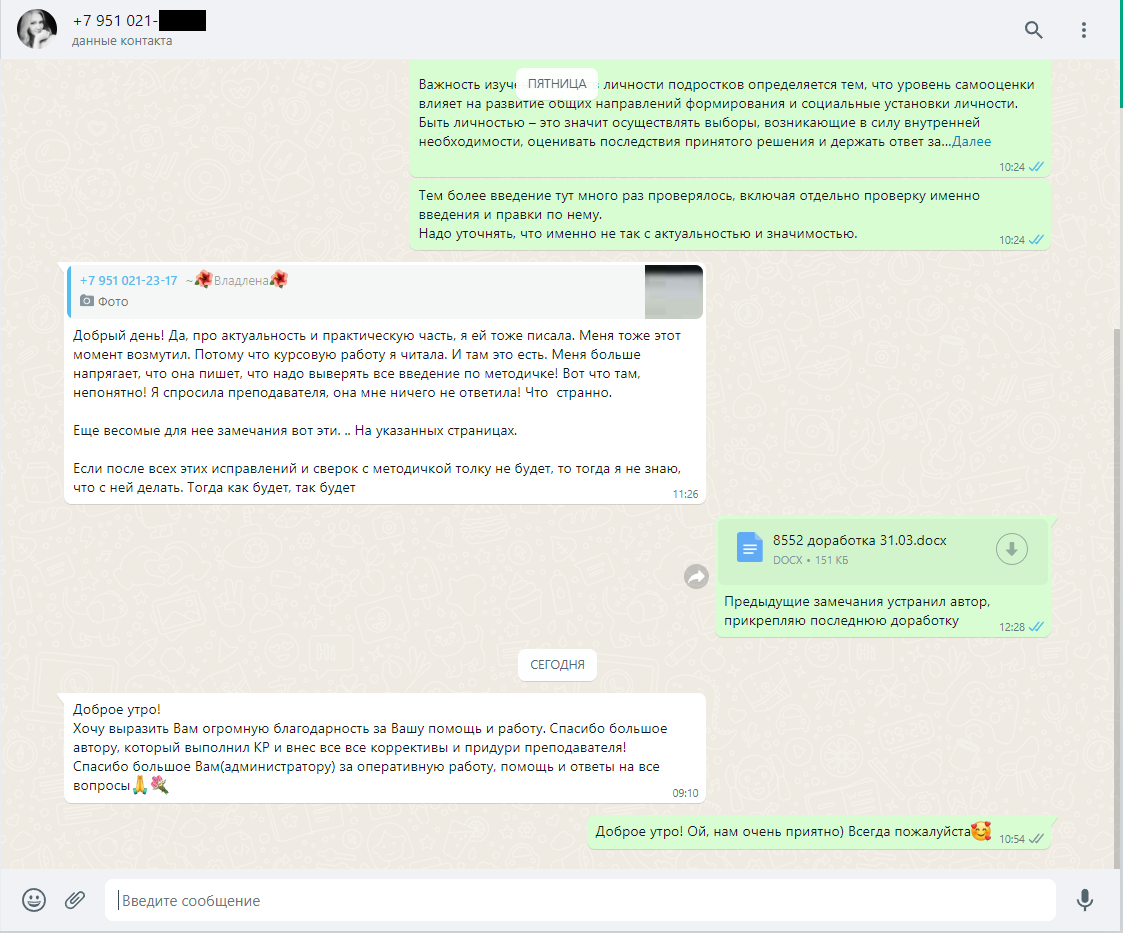 +7 951 021-
данные контакта
ПЯТНИЦА
Важность изуче личности подростков определяется тем, что уровень самооценки
влияет на развитие общих направлений формирования и социальные установки личности.
Быть личностью – это значит осуществлять выборы, возникающие в силу внутренней
необходимости, оценивать последствия принятого решения и держать ответ за...Далее
10:24
Тем более введение тут много раз проверялось, включая отдельно проверку именно
введения и правки по нему.
Надо уточнять, что именно не так с актуальностью и значимостью.
10:24
+7 951 021-23-17 ~🌺Владлена🌺
Фото
Добрый день! Да, про актуальность и практическую часть, я ей тоже писала. Меня тоже этот
момент возмутил. Потому что курсовую работу я читала. И там это есть. Меня больше
напрягает, что она пишет, что надо выверять все введение по методичке! Вот что там,
непонятно! Я спросила преподавателя, она мне ничего не ответила! Что странно.
Еще весомые для нее замечания вот эти. .. На указанных страницах.
Если после всех этих исправлений и сверок с методичкой толку не будет, то тогда я не знаю,
что с ней делать. Тогда как будет, так будет
11:26
8552 доработка 31.03.docx
DOCX • 151 КБ
Предыдущие замечания устранил автор,
прикрепляю последнюю доработку
12:28
СЕГОДНЯ
Доброе утро!
Хочу выразить Вам огромную благодарность за Вашу помощь и работу. Спасибо большое
автору, который выполнил КР и внес все все коррективы и придури преподавателя!
Спасибо большое Вам(администратору) за оперативную работу, помощь и ответы на все
вопросы🙏💐
09:10
Доброе утро! Ой, нам очень приятно) Всегда пожалуйста🥰
10:54
Введите сообщение